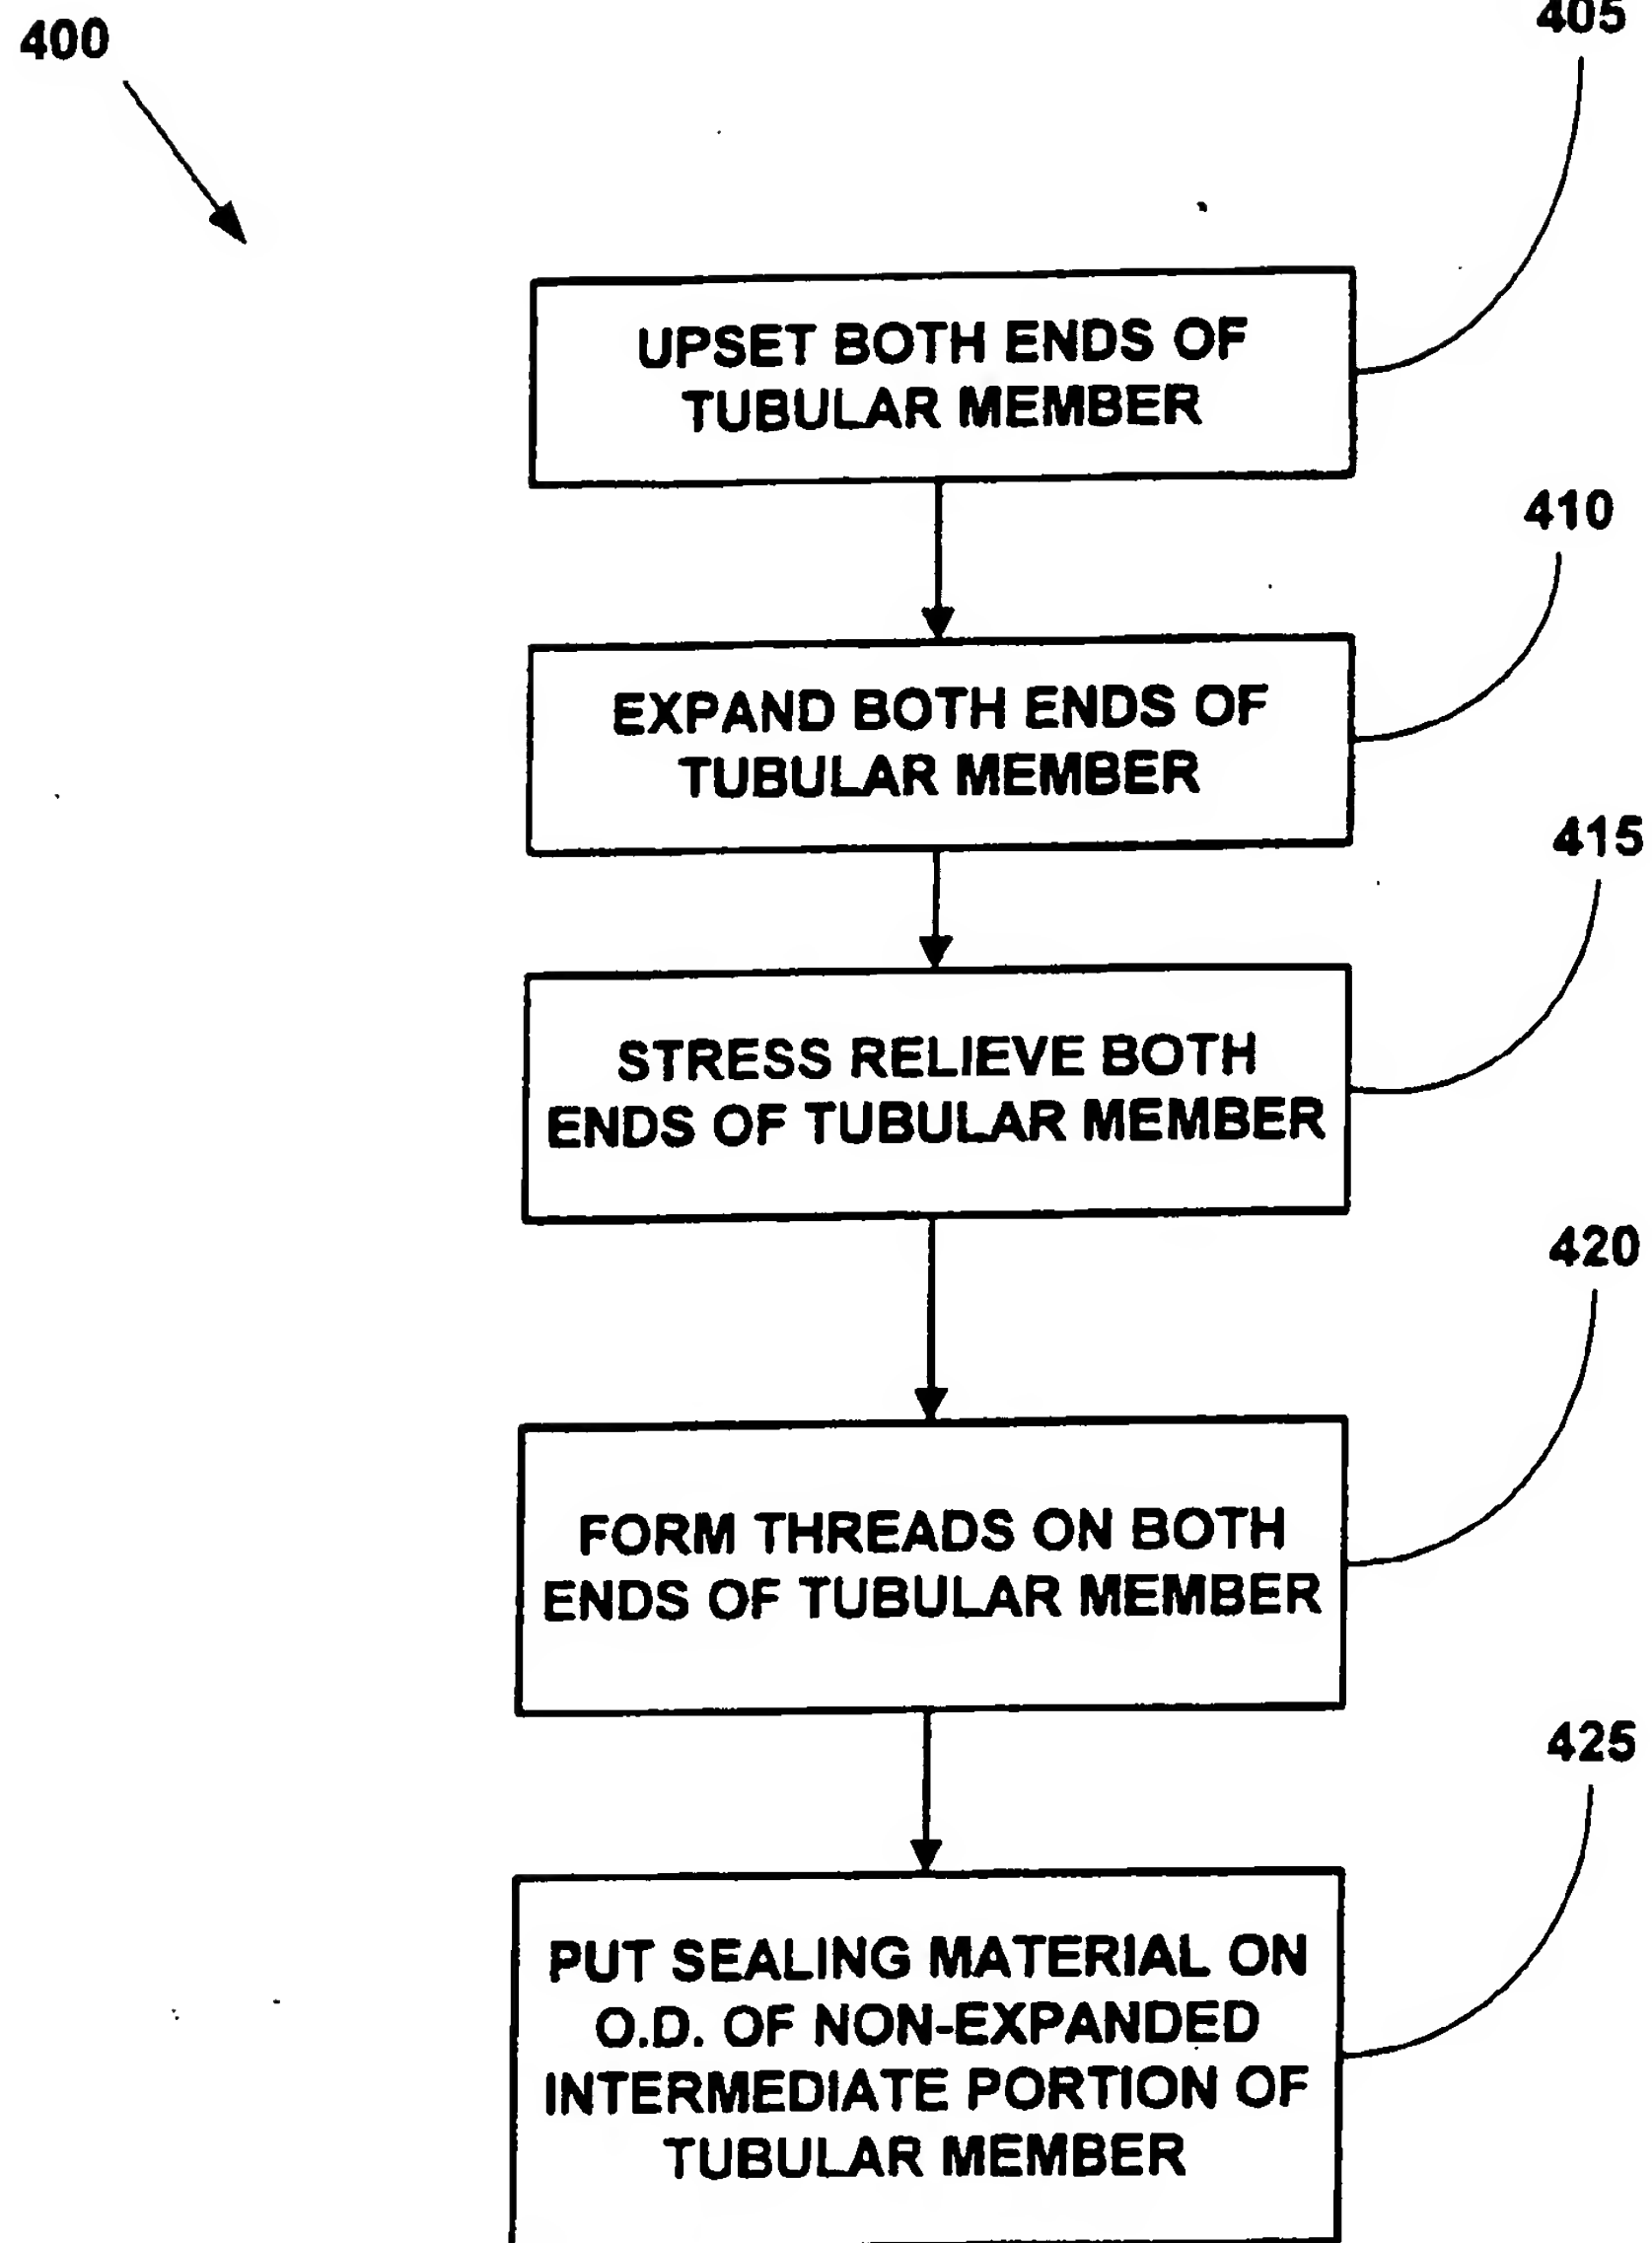 400
405
UPSET BOTH ENDS OF
TUBULAR MEMBER
410
EXPAND BOTH ENDS OF
TUBULAR MEMBER
415
STRESS RELIEVE BOTH
ENDS OF TUBULAR MEMBER
420
FORM THREADS ON BOTH
ENDS OF TUBULAR MEMBER
425
PUT SEALING MATERIAL ON
O.D. OF NON-EXPANDED
INTERMEDIATE PORTION OF
TUBULAR MEMBER